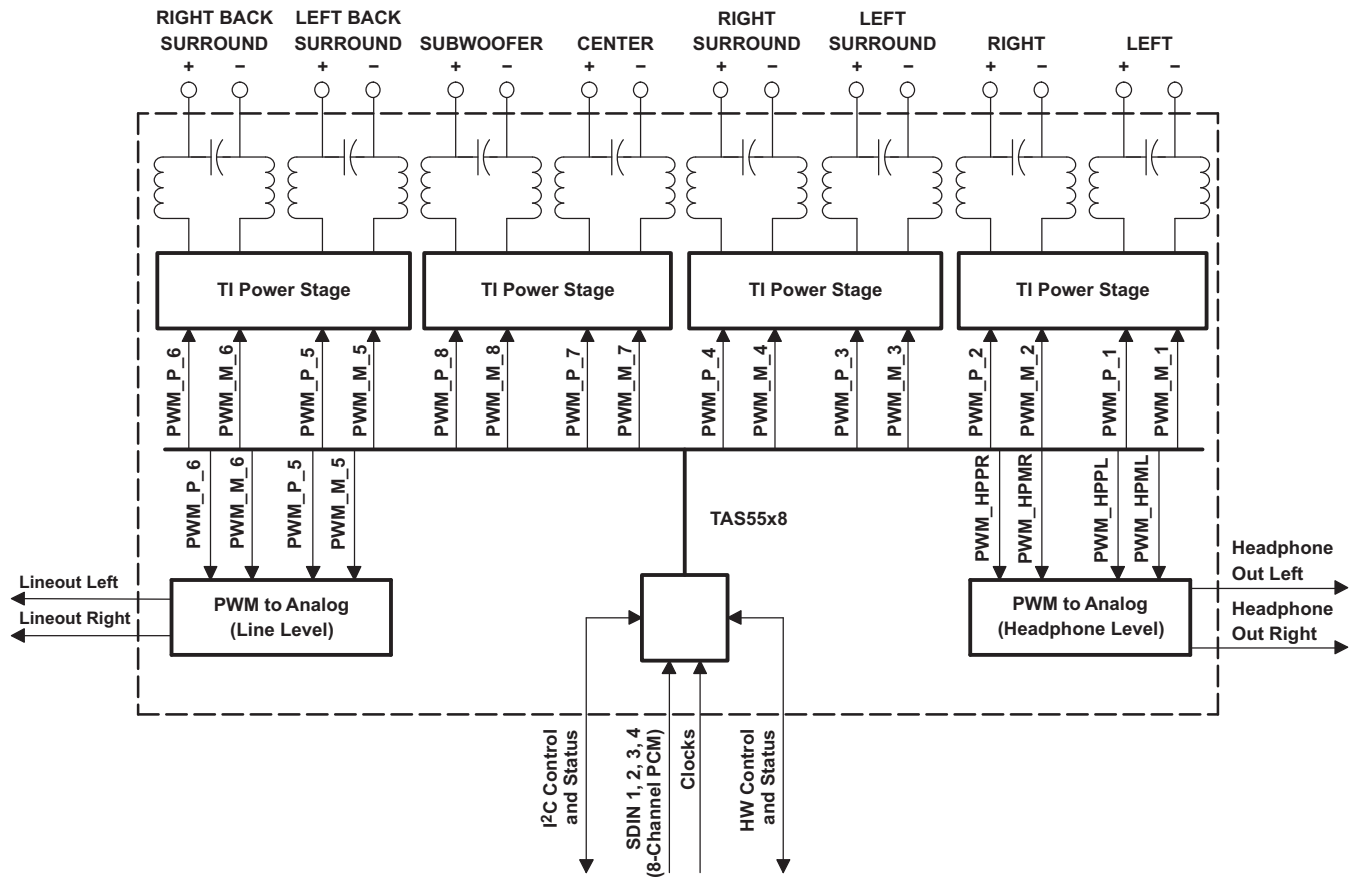 RIGHT BACK
SURROUND
LEFT BACK
SURROUND
SUBWOOFER
CENTER
RIGHT
SURROUND
LEFT
SURROUND
RIGHT
LEFT
+ − + − + − + − + − + − + − + −
TI Power Stage
TI Power Stage
TI Power Stage
TI Power Stage
PWM_P_6
PWM_M_6
PWM_P_5
PWM_M_5
PWM_P_8
PWM_M_8
PWM_P_7
PWM_M_7
PWM_P_4
PWM_M_4
PWM_P_3
PWM_M_3
PWM_P_2
PWM_M_2
PWM_P_1
PWM_M_1
PWM_P_6
PWM_M_6
PWM_P_5
PWM_M_5
PWM_HPPR
PWM_HPMR
PWM_HPPL
PWM_HPML
TAS55x8
Lineout Left
Lineout Right
PWM to Analog
(Line Level)
PWM to Analog
(Headphone Level)
Headphone
Out Left
Headphone
Out Right
I²C Control
and Status
SDIN 1, 2, 3, 4
(8-Channel PCM)
Clocks
HW Control
and Status